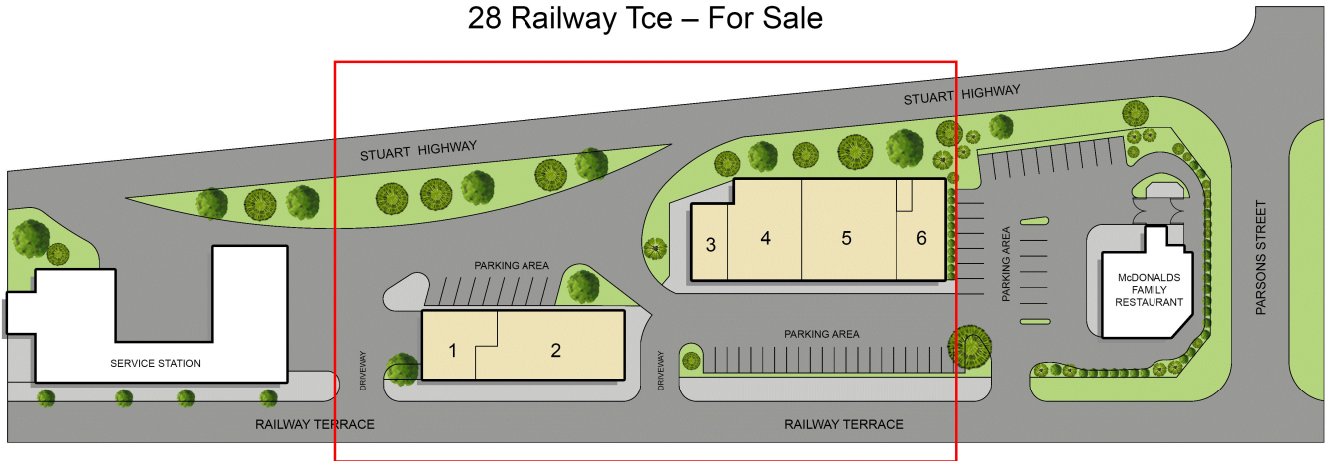 28 Railway Tce – For Sale
STUART HIGHWAY
STUART HIGHWAY
PARKING AREA
3
4
5
6
PARKING AREA
McDONALDS
FAMILY
RESTAURANT
PARSONS STREET
SERVICE STATION
DRIVEWAY
1
2
DRIVEWAY
PARKING AREA
RAILWAY TERRACE
RAILWAY TERRACE